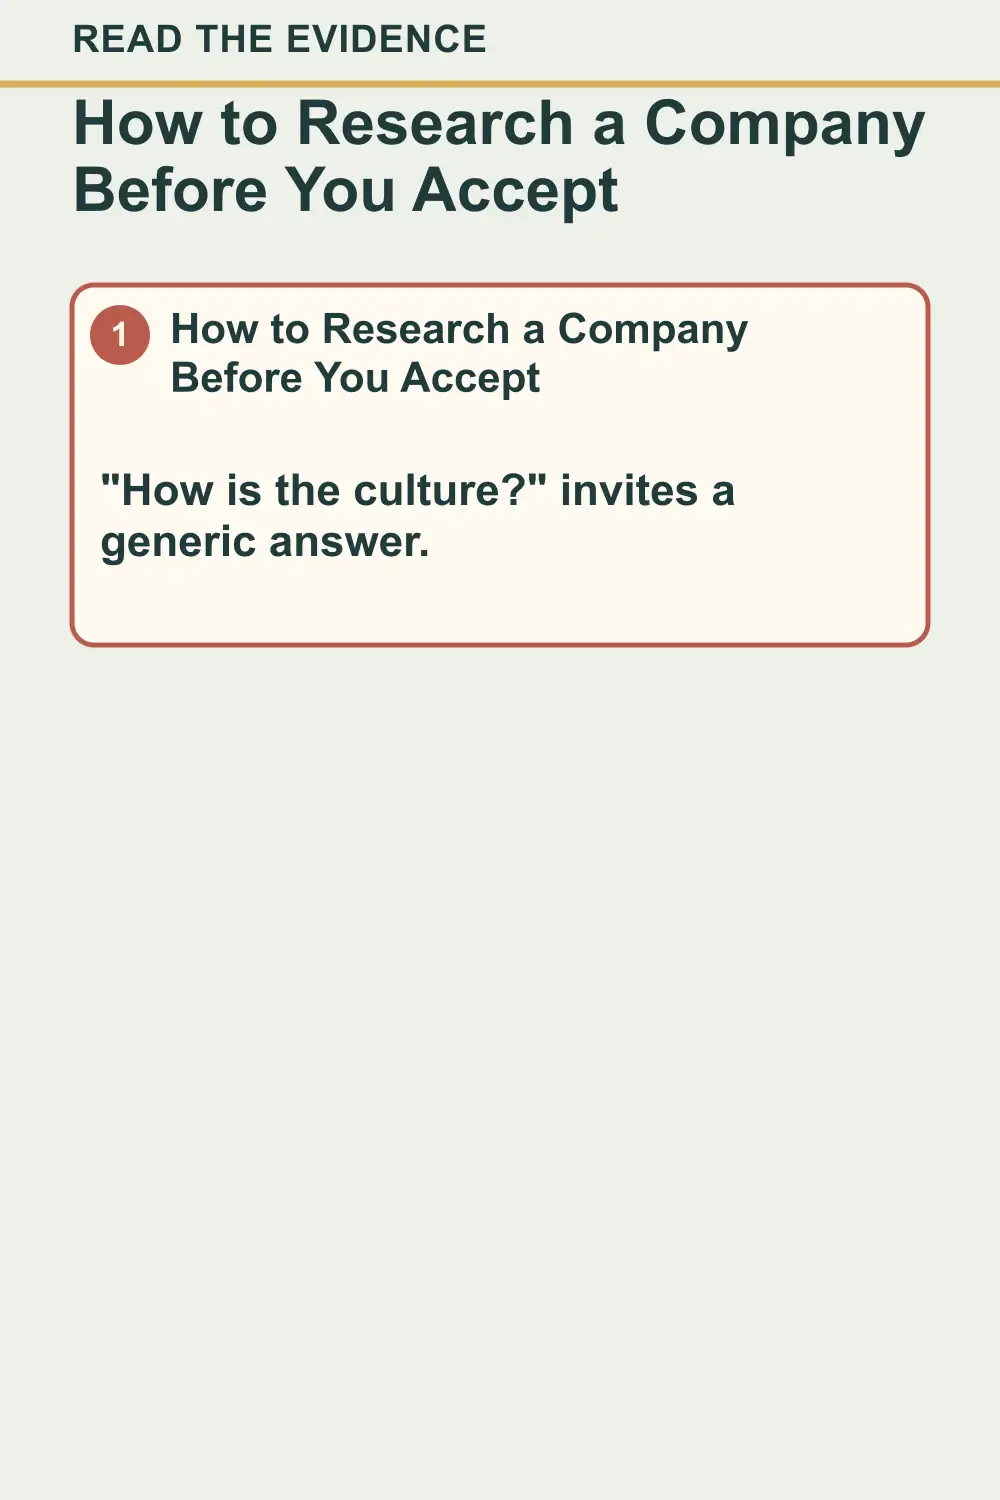 READ THE EVIDENCE
How to Research a Company
Before You Accept
1
How to Research a Company
Before You Accept
"How is the culture?" invites a
generic answer.